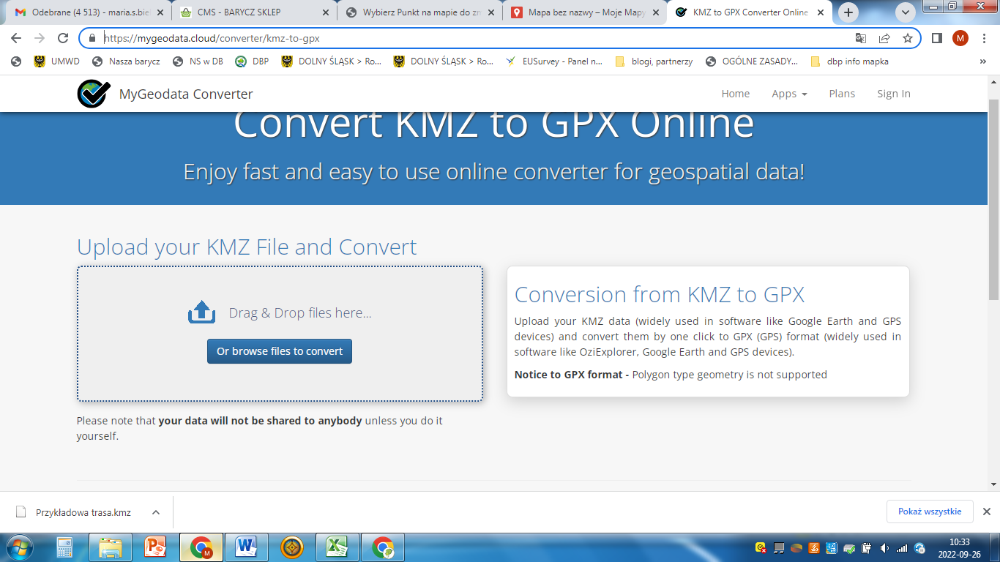 Odebrane (4 513) - maria.s.bie
CMS - BARYCZ SKLEP
Wybierz Punkt na mapie do zn
Mapa bez nazwy – Moje Mapy
KMZ to GPX Converter Online
https://mygeodata.cloud/converter/kmz-to-gpx
M
UMWD
Nasza barycz
NS w DB
DBP
DOLNY ŚLĄSK > Ro...
DOLNY ŚLĄSK > Ro...
EUSurvey - Panel n...
blogi, partnerzy
OGÓLNE ZASADY...
dbp info mapka
»
MyGeodata Converter
Home
Apps
Plans
Sign In
Convert KMZ to GPX Online
Enjoy fast and easy to use online converter for geospatial data!
Upload your KMZ File and Convert
Drag & Drop files here...
Or browse files to convert
Please note that your data will not be shared to anybody unless you do it
yourself.
Conversion from KMZ to GPX
Upload your KMZ data (widely used in software like Google Earth and GPS
devices) and convert them by one click to GPX (GPS) format (widely used in
software like OziExplorer, Google Earth and GPS devices).
Notice to GPX format - Polygon type geometry is not supported
Przykładowa trasa.kmz
Pokaż wszystkie
10:33
2022-09-26